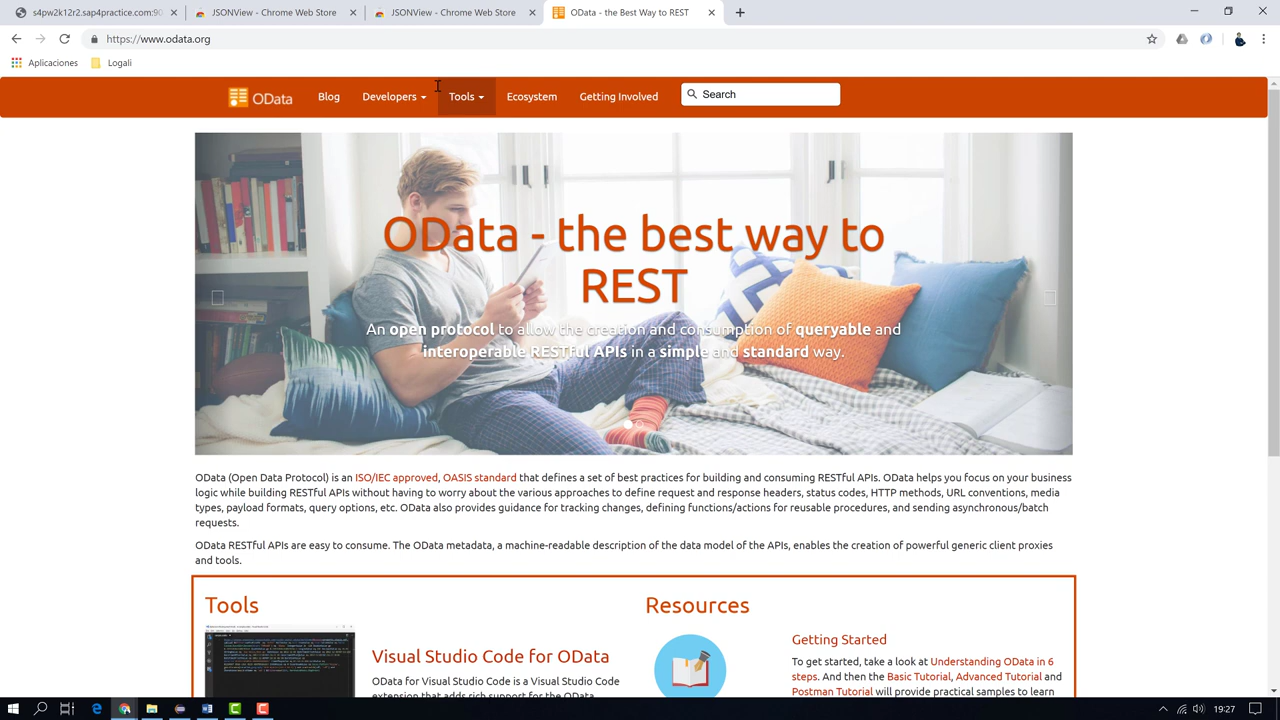 s4pwk2k12r2.sap4practice.com:90
JSONView - Chrome Web Store
JSONView - Chrome Web Store
OData - the Best Way to REST
https://www.odata.org
Aplicaciones
Logali
OData
Blog
Developers
Tools
Ecosystem
Getting Involved
Search
OData - the best way to
REST
An open protocol to allow the creation and consumption of queryable and
interoperable RESTful APIs in a simple and standard way.
OData (Open Data Protocol) is an ISO/IEC approved, OASIS standard that defines a set of best practices for building and consuming RESTful APIs. OData helps you focus on your business
logic while building RESTful APIs without having to worry about the various approaches to define request and response headers, status codes, HTTP methods, URL conventions, media
types, payload formats, query options, etc. OData also provides guidance for tracking changes, defining functions/actions for reusable procedures, and sending asynchronous/batch
requests.
OData RESTful APIs are easy to consume. The OData metadata, a machine-readable description of the data model of the APIs, enables the creation of powerful generic client proxies
and tools.
Tools
Visual Studio Code for OData
OData for Visual Studio Code is a Visual Studio Code
extension that adds rich support for the OData
Resources
Getting Started
To get started, take a look at Understanding OData in 6
steps. And then the Basic Tutorial, Advanced Tutorial and
Postman Tutorial will provide practical samples to learn
19:27